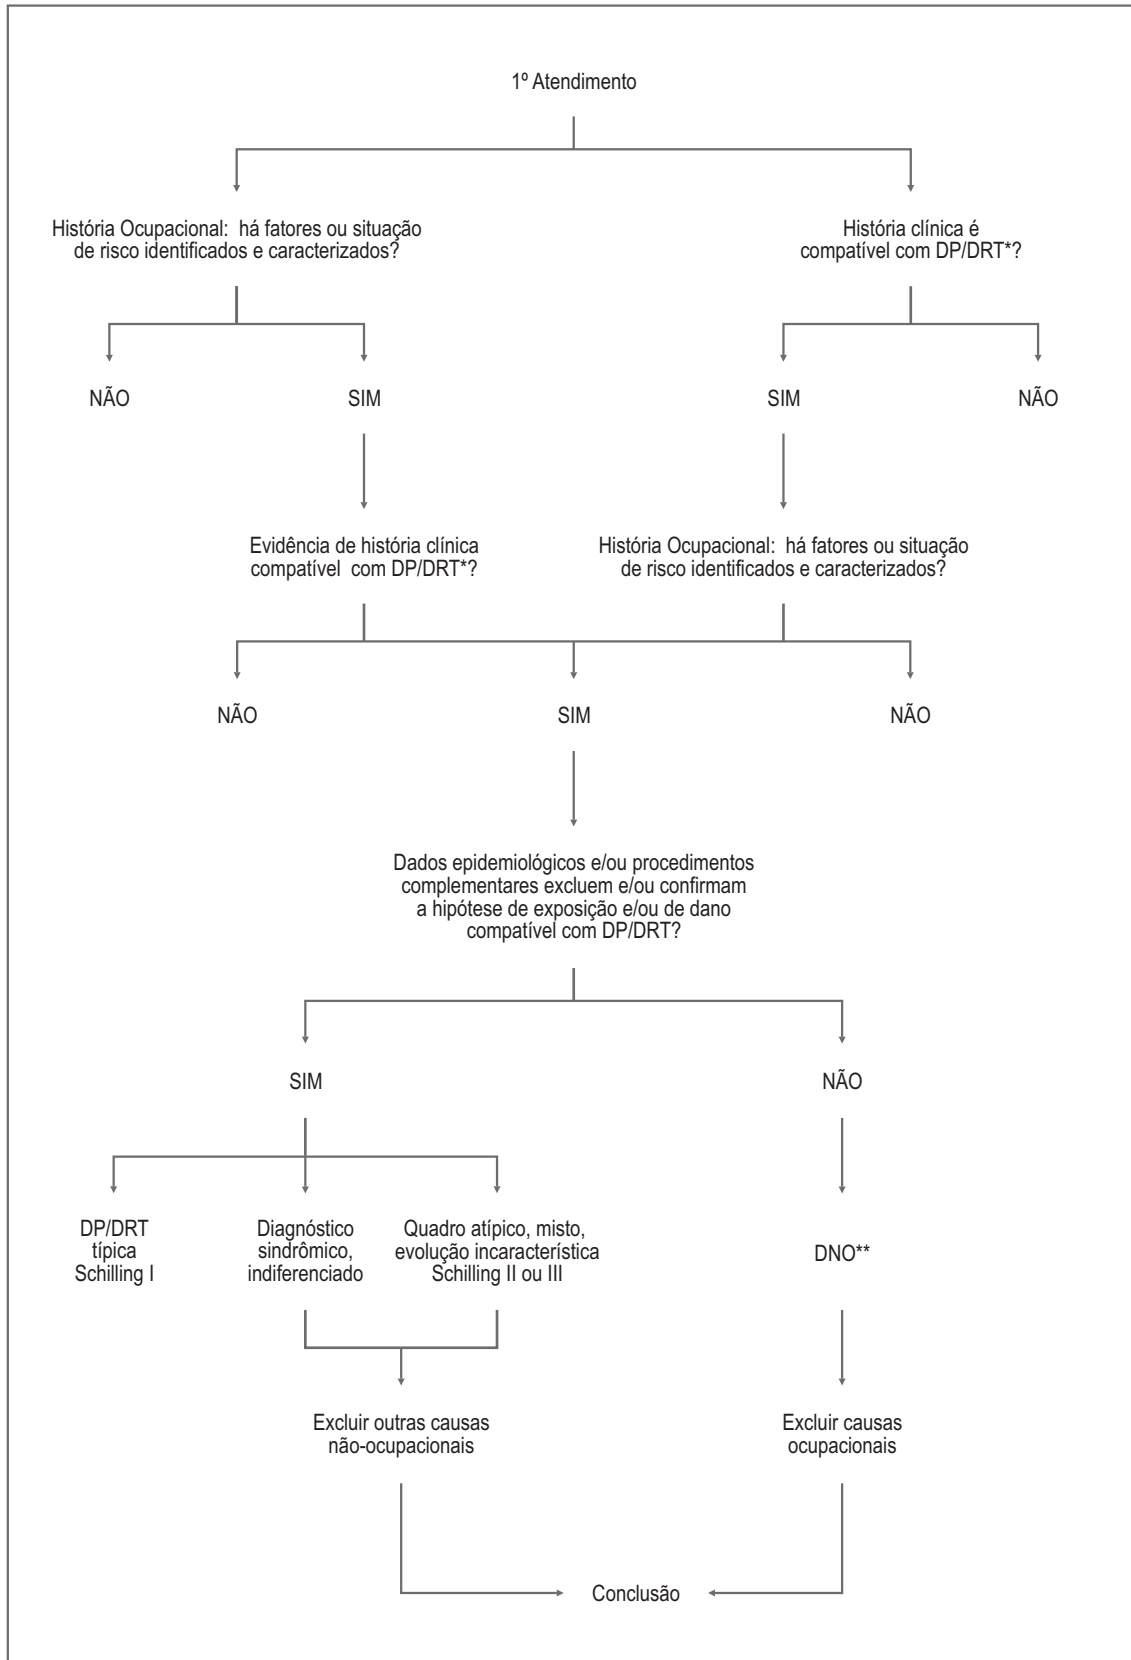 1º Atendimento
História Ocupacional: há fatores ou situação
de risco identificados e caracterizados?
História clínica é
compatível com DP/DRT*?
NÃO
SIM
SIM
NÃO
Evidência de história clínica
compatível com DP/DRT*?
História Ocupacional: há fatores ou situação
de risco identificados e caracterizados?
NÃO
SIM
NÃO
Dados epidemiológicos e/ou procedimentos
complementares excluem e/ou confirmam
a hipótese de exposição e/ou de dano
compatível com DP/DRT?
SIM
NÃO
DP/DRT
típica
Schilling I
Diagnóstico
sindrômico,
indiferenciado
Quadro atípico, misto,
evolução incaracterística
Schilling II ou III
DNO**
Excluir outras causas
não-ocupacionais
Excluir causas
ocupacionais
Conclusão